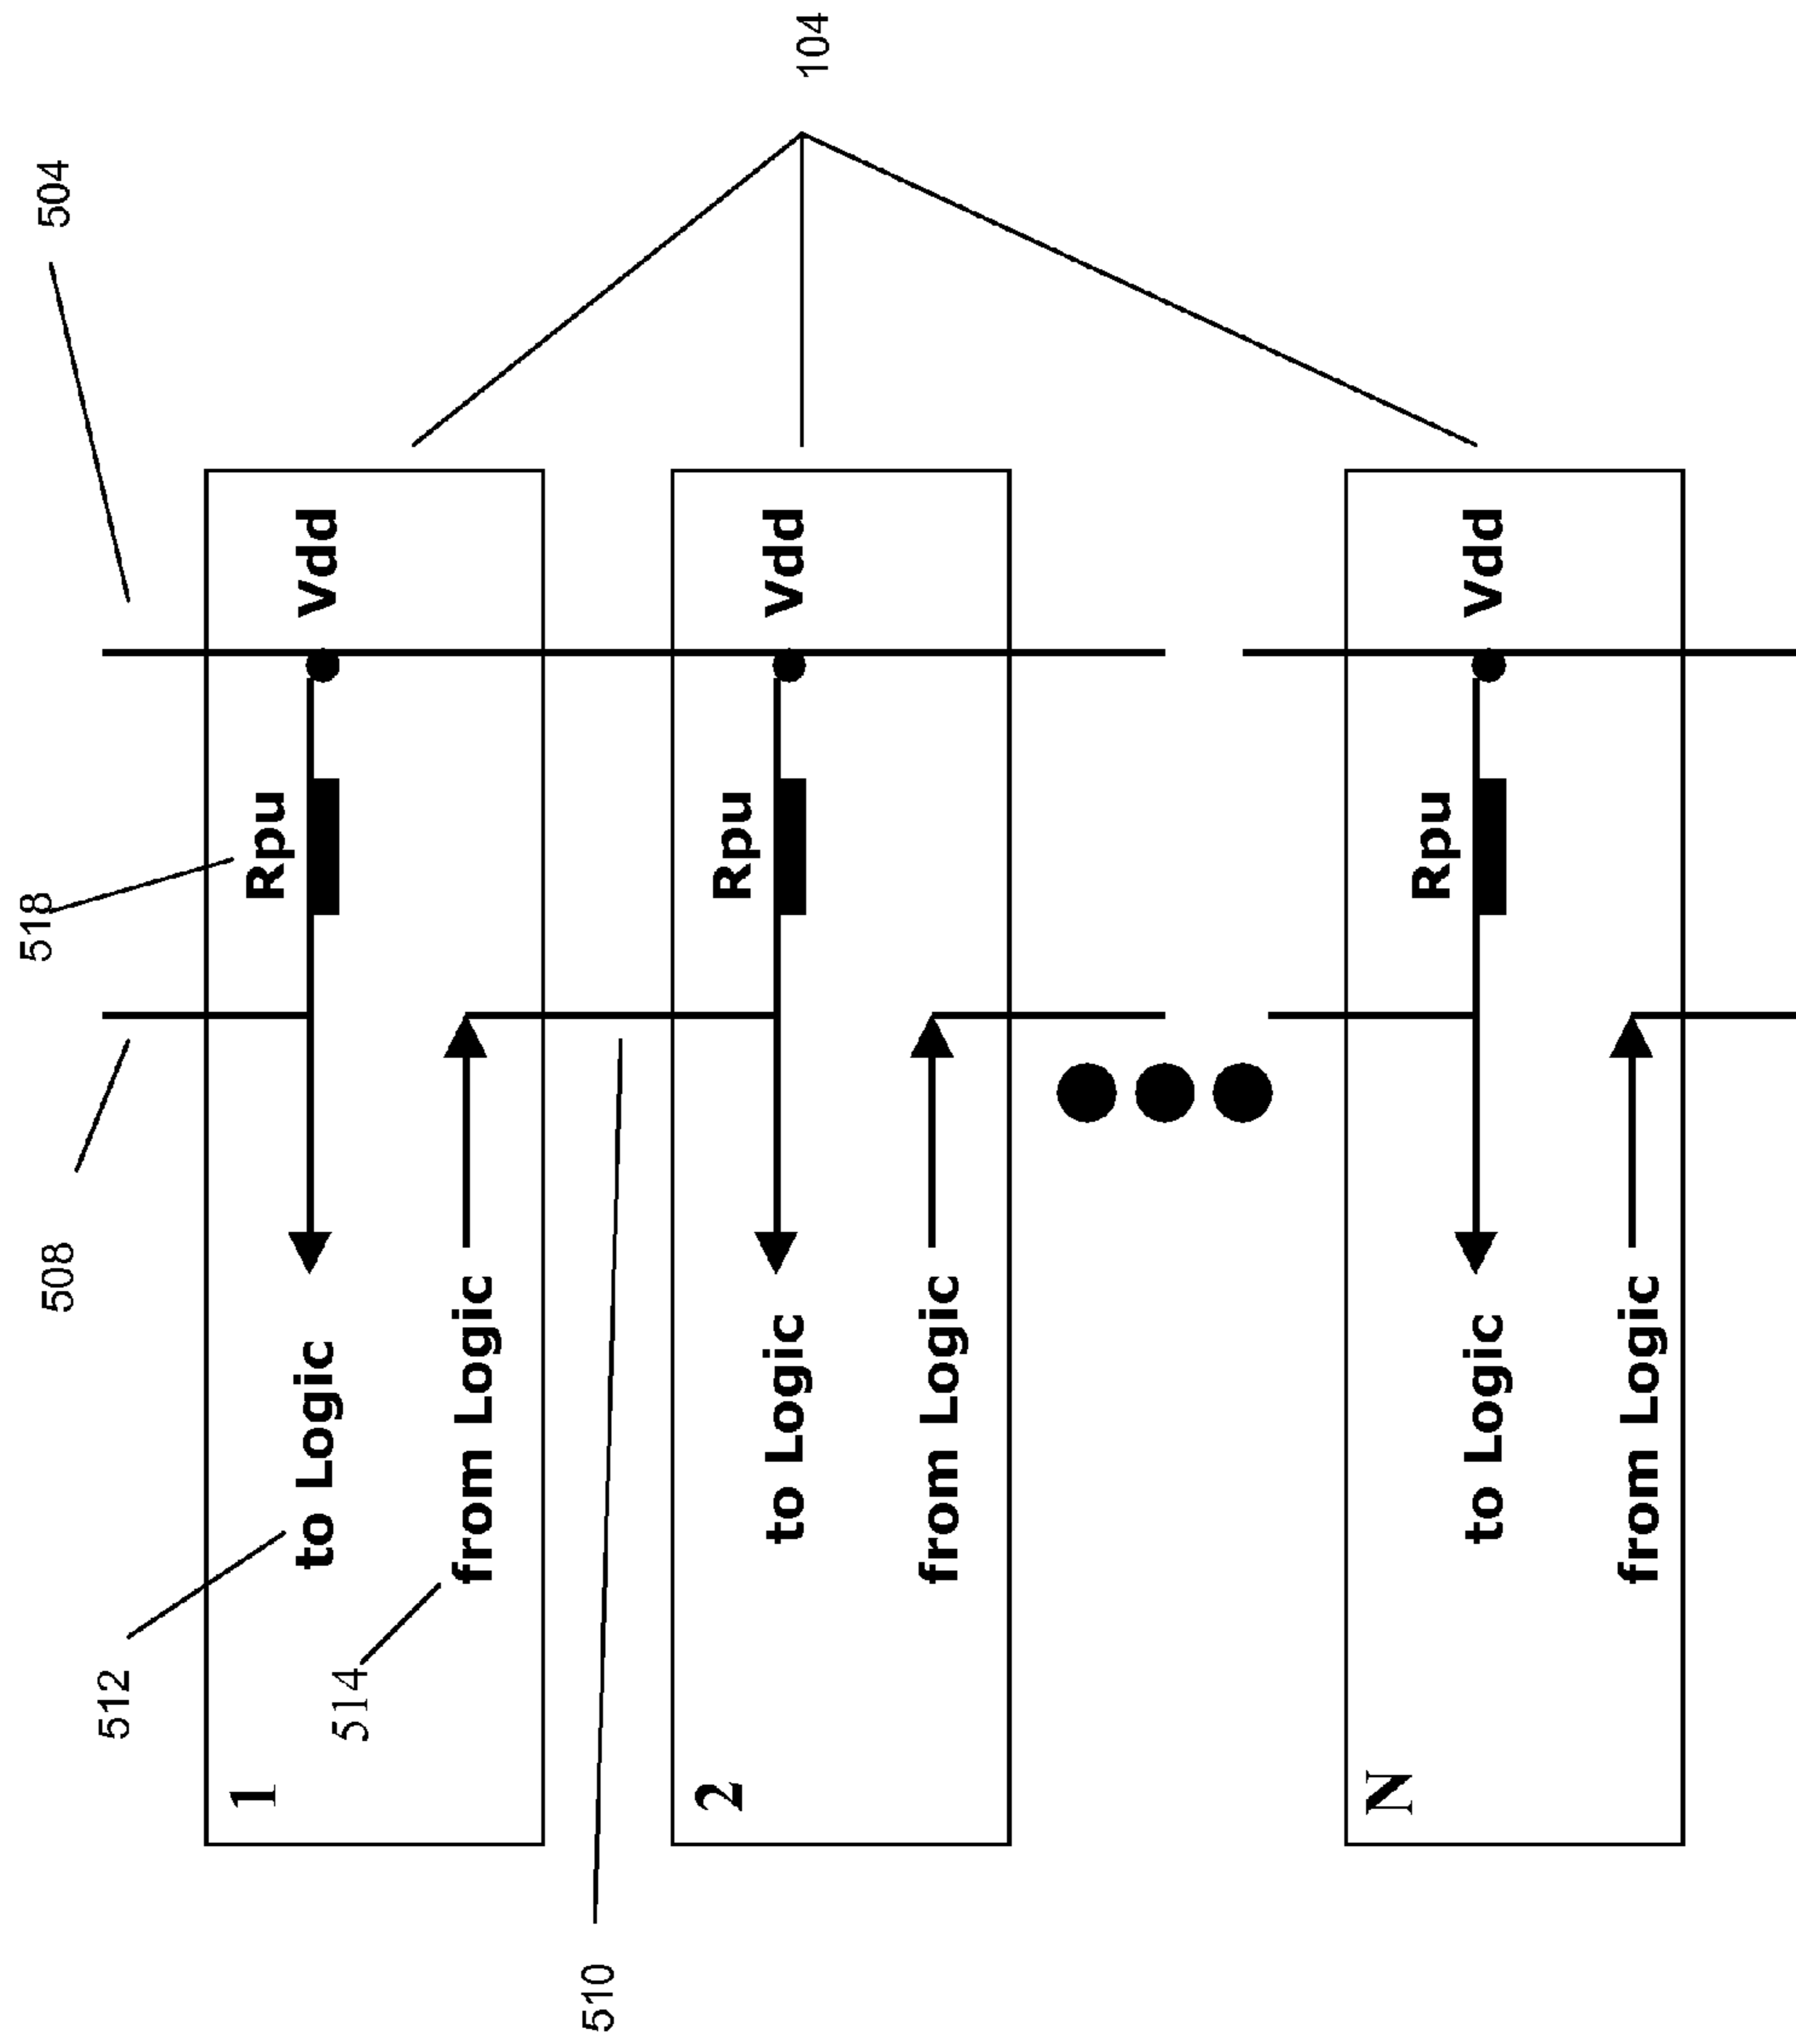 518
508
504
512
1
Rpu
to Logic
Vdd
514
from Logic
510
2
Rpu
to Logic
Vdd
104
from Logic
N
Rpu
to Logic
Vdd
from Logic